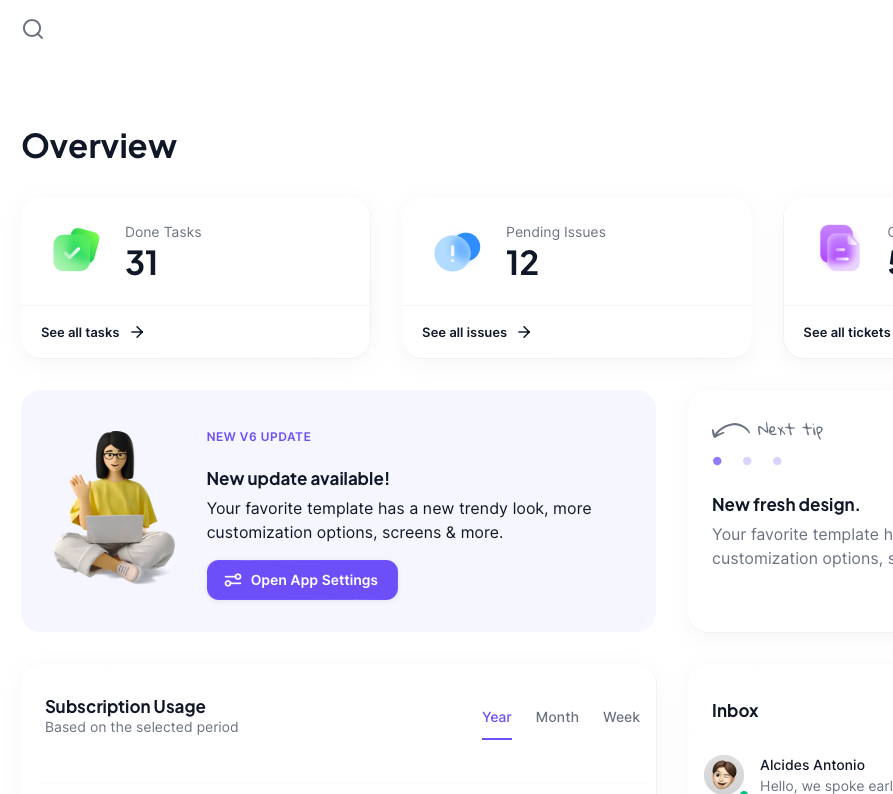 Overview
Done Tasks
31
See all tasks
Pending Issues
12
See all issues
See all tickets
NEW V6 UPDATE
New update available!
Your favorite template has a new trendy look, more
customization options, screens & more.
Open App Settings
Next tip
New fresh design.
Your favorite template
customization options,
Subscription Usage
Based on the selected period
Year
Month
Week
Inbox
Alcides Antonio
Hello, we spoke